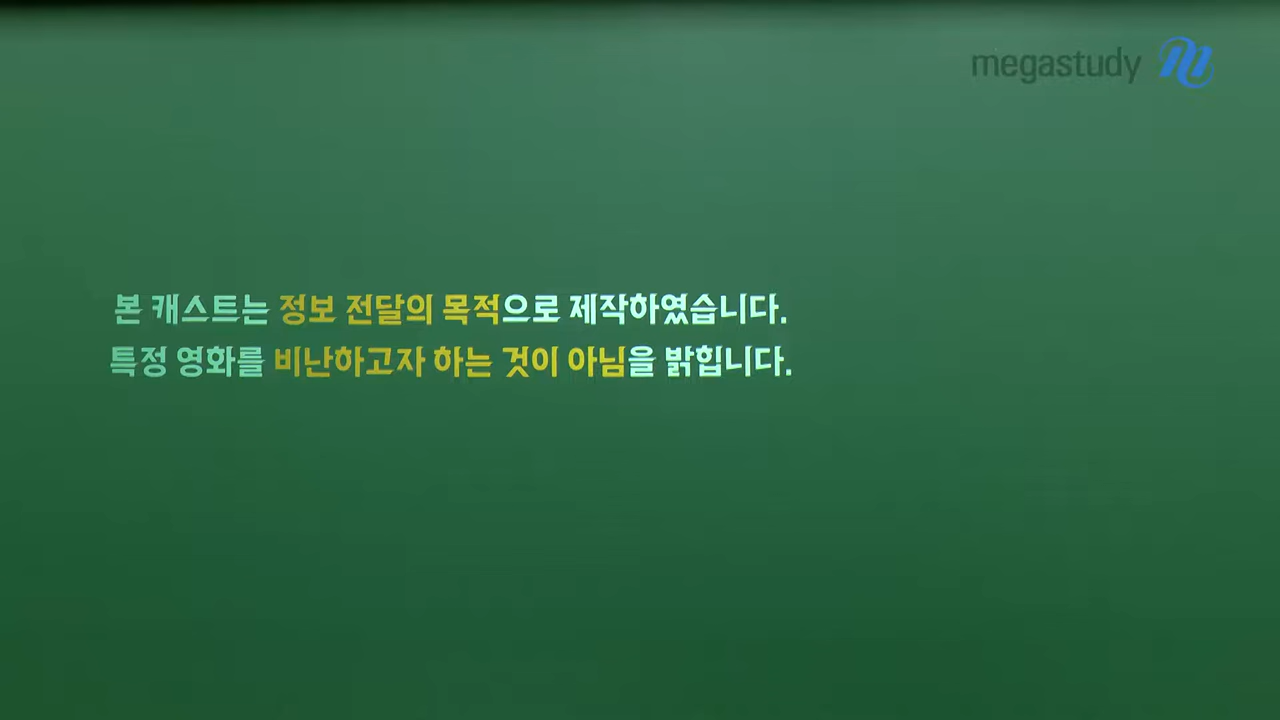 megastudy
본 캐스트는 정보 전달의 목적으로 제작하였습니다.
특정 영화를 비난하고자 하는 것이 아님을 밝힙니다.